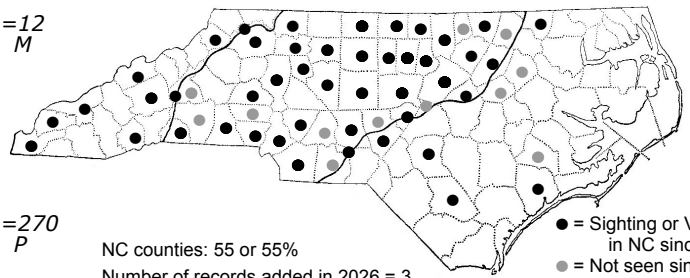 =12
M
=270
P
NC counties: 55 or 55%
Number of records added in 2026 = 3
● = Sighting or V
in NC sinc
● = Not seen sin